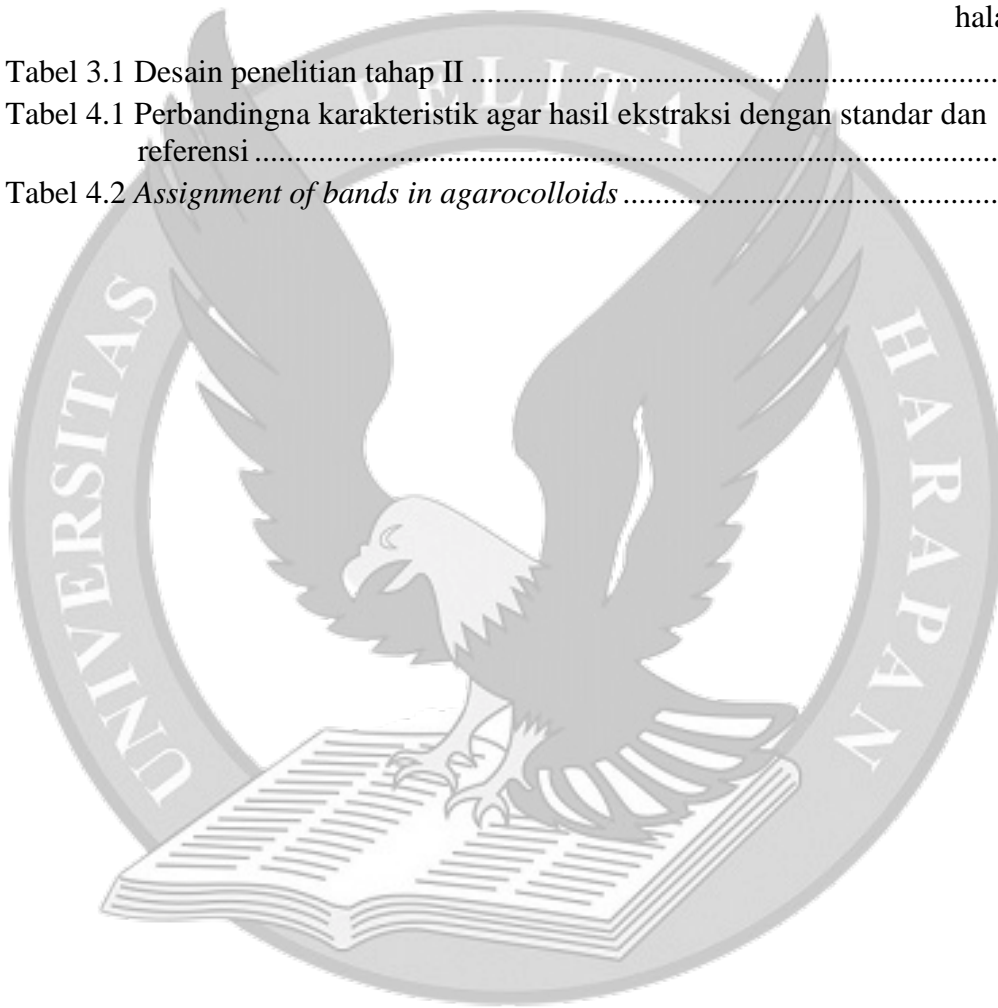 hala
Tabel 3.1 Desain penelitian tahap II ..........................................................................
Tabel 4.1 Perbandingna karakteristik agar hasil ekstraksi dengan standar dan
referensi .....................................................................................................
Tabel 4.2 Assignment of bands in agarocolloids ......................................................
UNIVERSITAS PELITA HARAPAN